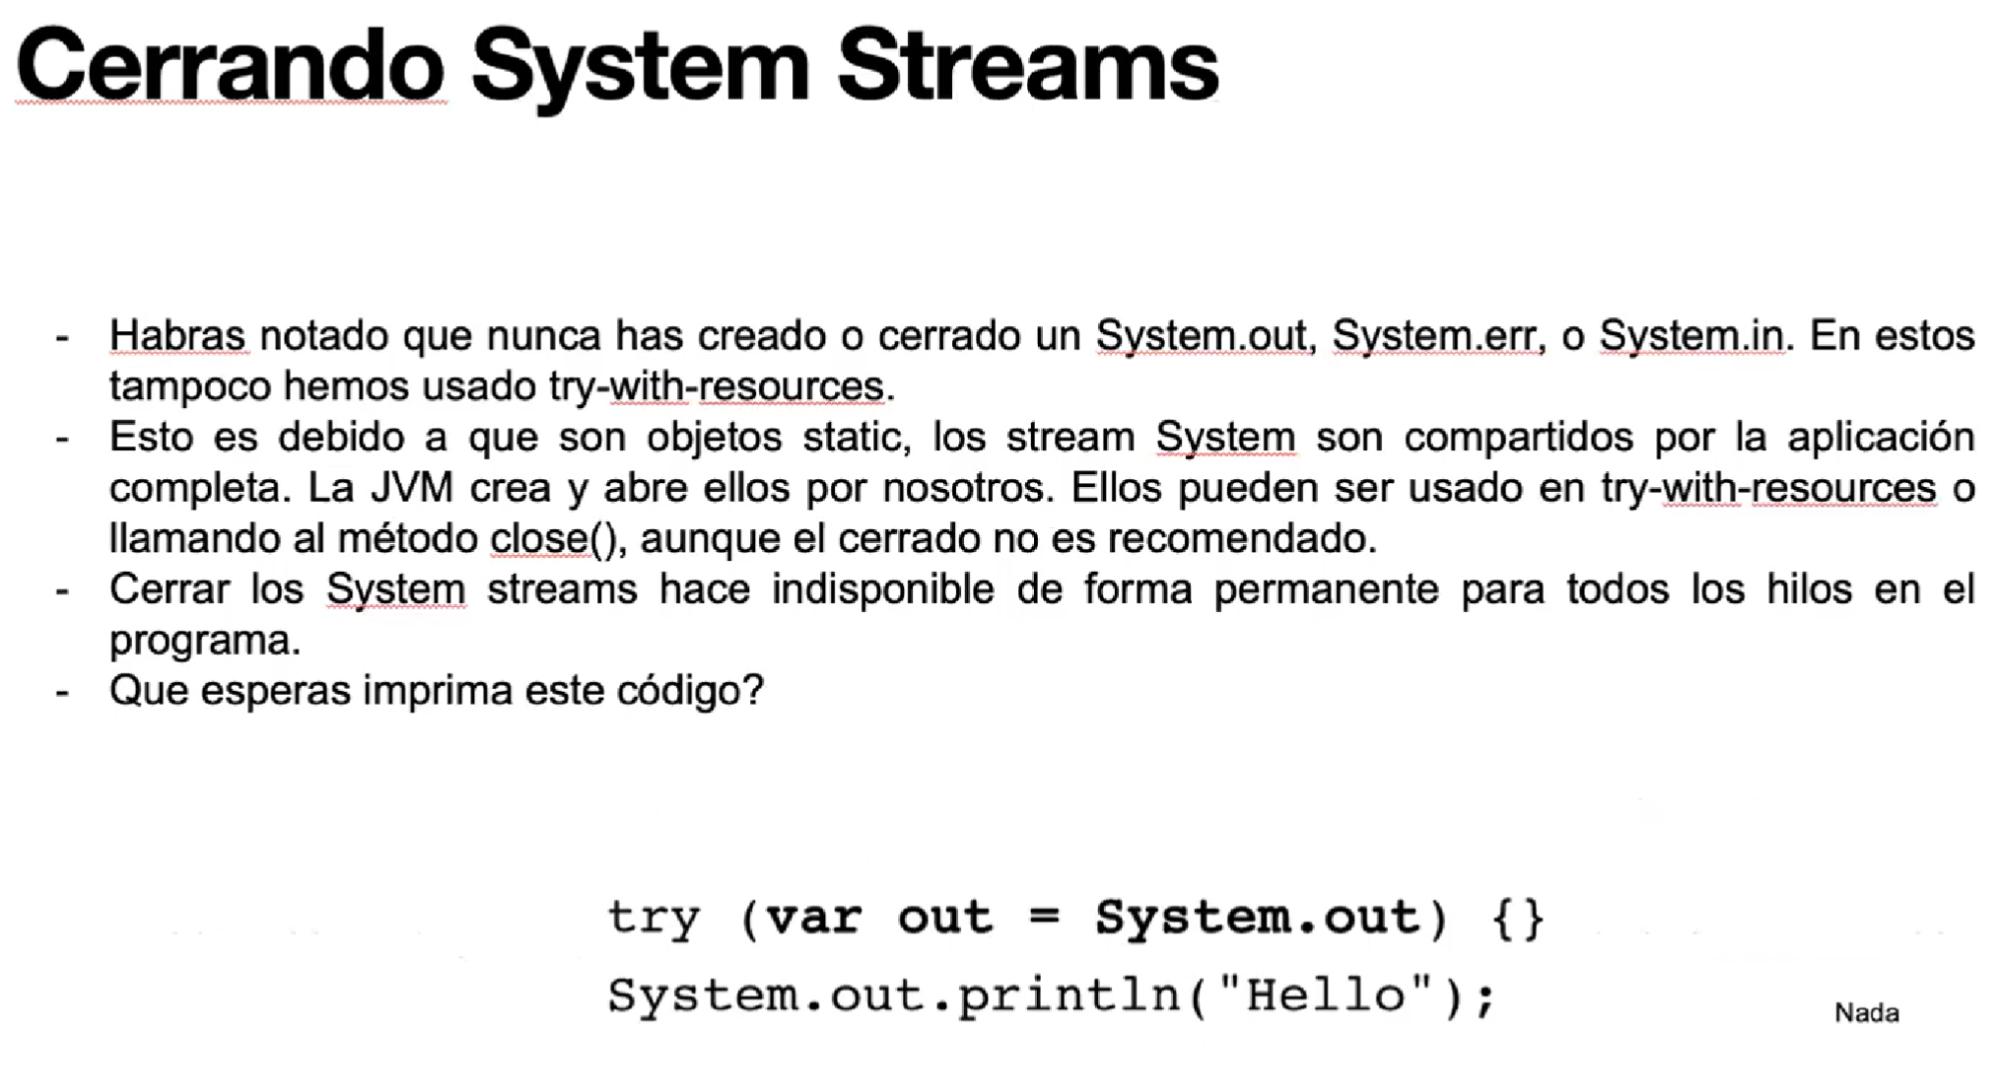 Cerrando System Streams
- Habras notado que nunca has creado o cerrado un System.out, System.err, o System.in. En estos
tampoco hemos usado try-with-resources.
- Esto es debido a que son objetos static, los stream System son compartidos por la aplicación
completa. La JVM crea y abre ellos por nosotros. Ellos pueden ser usado en try-with-resources o
llamando al método close(), aunque el cerrado no es recomendado.
- Cerrar los System streams hace indisponible de forma permanente para todos los hilos en el
programa.
- Que esperas imprima este código?
try (var out = System.out) {}
System.out.println("Hello");
Nada